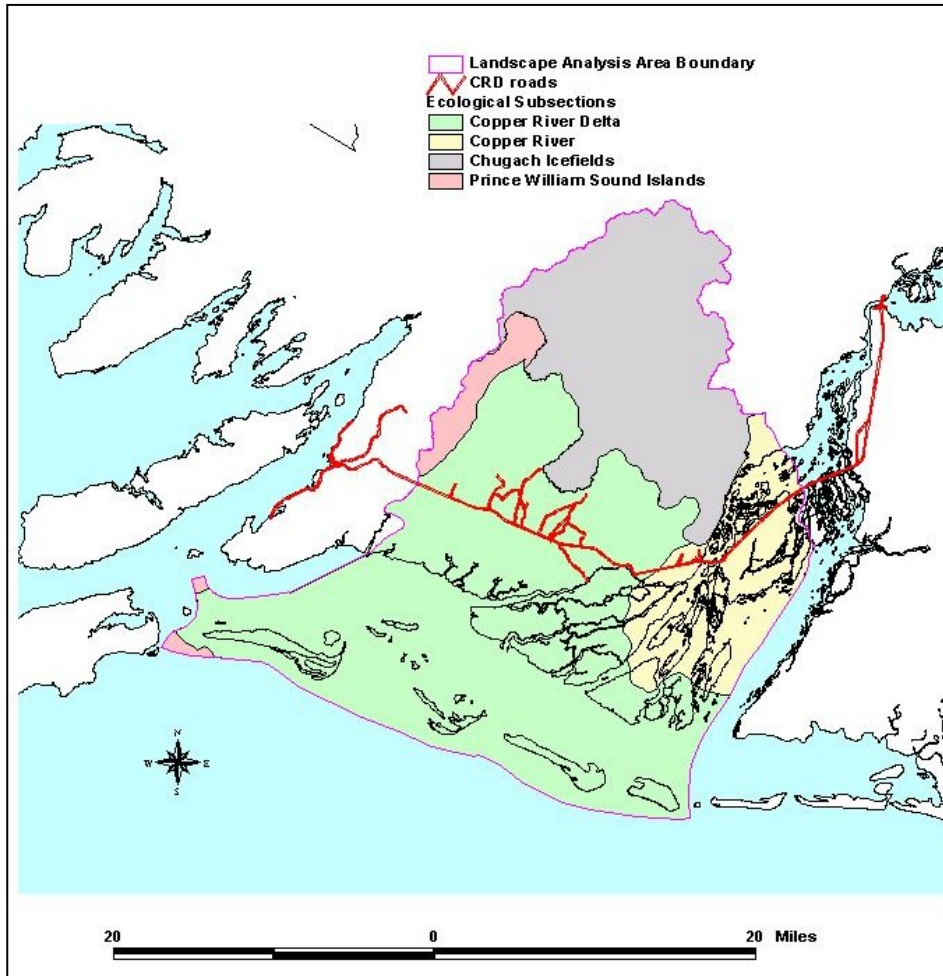 Landscape Analysis Area Boundary
CRD roads
Ecological Subsections
Copper River Delta
Copper River
Chugach Icefields
Prince William Sound Islands
N
W E
S
20 0 20 Miles